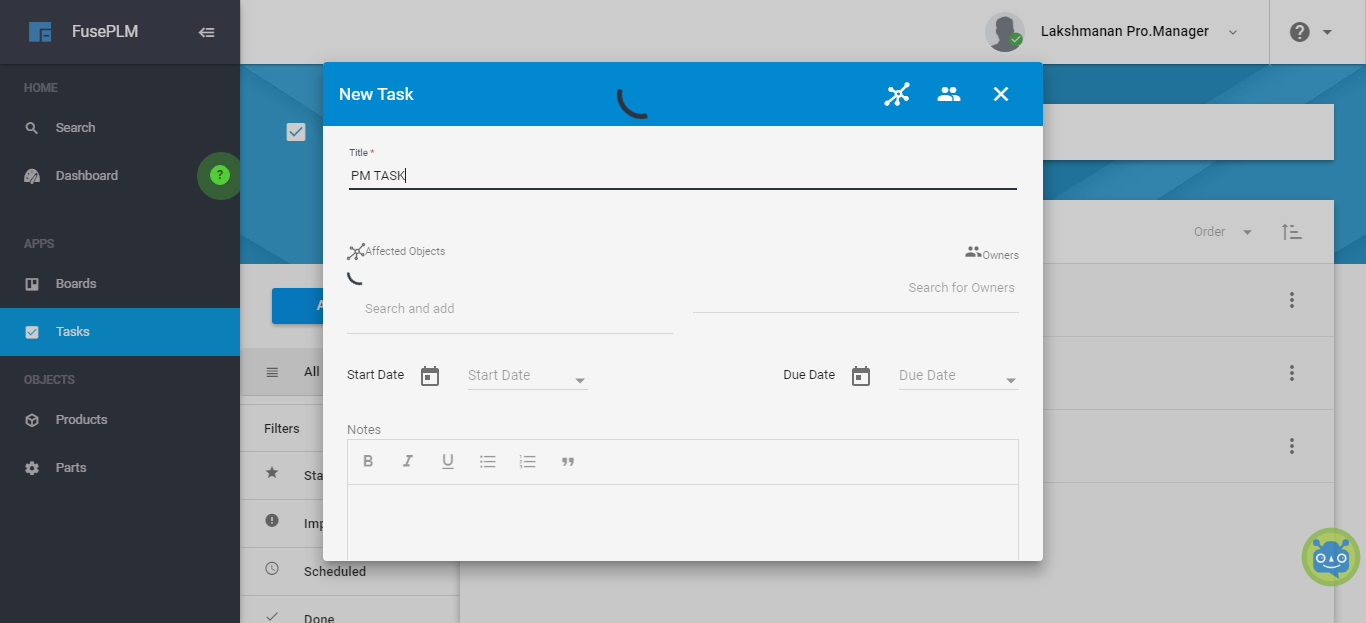 FusePLM
Lakshmanan Pro.Manager
?
HOME
Search
Dashboard
?
APPS
Boards
Tasks
OBJECTS
Products
Parts
New Task
Title *
PM TASK
Affected Objects
Owners
Search and add
Search for Owners
Start Date
Start Date
Due Date
Due Date
Notes
B I U
Order
A
All
Filters
Sta
Imp
Scheduled
Done